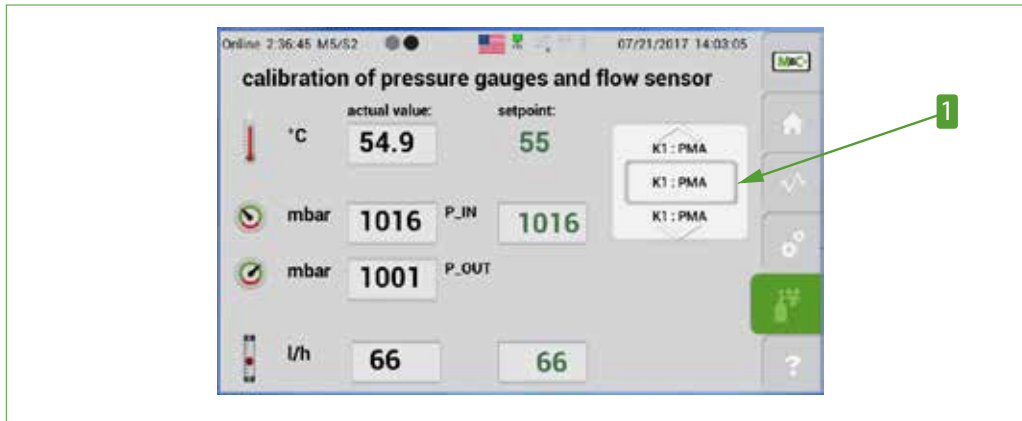 Online 2:36:45 M5/S2 07/21/2017 14:03:05
calibration of pressure gauges and flow sensor
actual value: setpoint:
°C 54.9 55
K1 : PMA
K1 : PMA
K1 : PMA
mbar 1016 P_IN 1016
mbar 1001 P_OUT
l/h 66 66
?
1